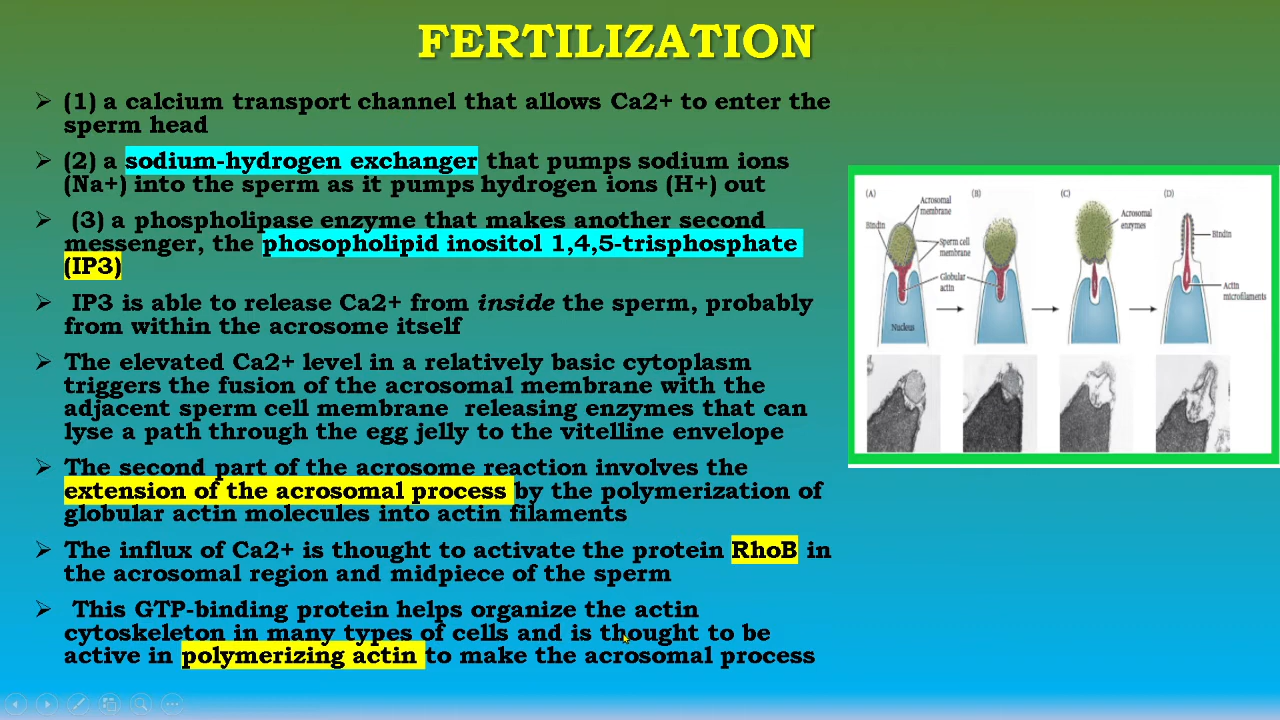 FERTILIZATION
(1) a calcium transport channel that allows Ca2+ to enter the
sperm head
(2) a sodium-hydrogen exchanger that pumps sodium ions
(Na+) into the sperm as it pumps hydrogen ions (H+) out
(3) a phospholipase enzyme that makes another second
messenger, the phosopholipid inositol 1,4,5-trisphosphate
(IP3)
IP3 is able to release Ca2+ from inside the sperm, probably
from within the acrosome itself
The elevated Ca2+ level in a relatively basic cytoplasm
triggers the fusion of the acrosomal membrane with the
adjacent sperm cell membrane releasing enzymes that can
lyse a path through the egg jelly to the vitelline envelope
The second part of the acrosome reaction involves the
extension of the acrosomal process by the polymerization of
globular actin molecules into actin filaments
The influx of Ca2+ is thought to activate the protein RhoB in
the acrosomal region and midpiece of the sperm
This GTP-binding protein helps organize the actin
cytoskeleton in many types of cells and is thought to be
active in polymerizing actin to make the acrosomal process
(A) (B) (C) (D)
Acrosomal
membrane
Bindin
Sperm cell
membrane
Globular
actin
Nucleus
Acrosomal
enzymes
Bindin
Actin
microfilaments